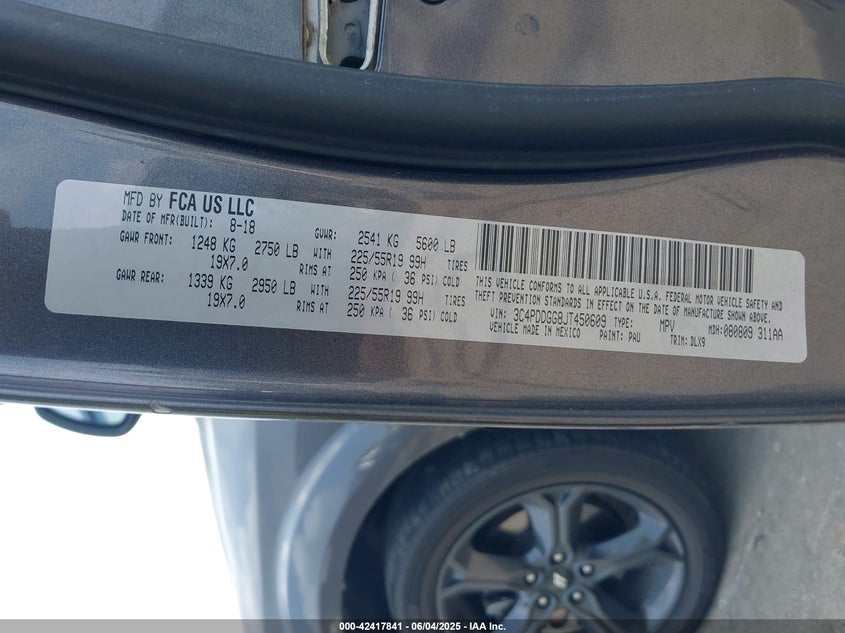 MFD BY FCA US LLC
DATE OF MFR(BUILT): 8-18 GVWR: 2541 KG 5600 LB
GAWR FRONT: 1248 KG 2750 LB WITH 225/55R19 99H TIRES
19X7.0 RIMS AT 250 KPA ( 36 PSI) COLD
GAWR REAR: 1339 KG 2950 LB WITH 225/55R19 99H TIRES
19X7.0 RIMS AT 250 KPA ( 36 PSI) COLD
THIS VEHICLE CONFORMS TO ALL APPLICABLE U.S.A. FEDERAL MOTOR VEHICLE SAFETY AND
THEFT PREVENTION STANDARDS IN EFFECT ON THE DATE OF MANUFACTURE SHOWN ABOVE.
VIN: 3C4PDDGG8JT450609 TYPE: MPV MDH: 080809 311AA
VEHICLE MADE IN MEXICO PAINT: PAU TRIM: DLX9
000-42417841 | 06/04/2025 - IAA Inc.